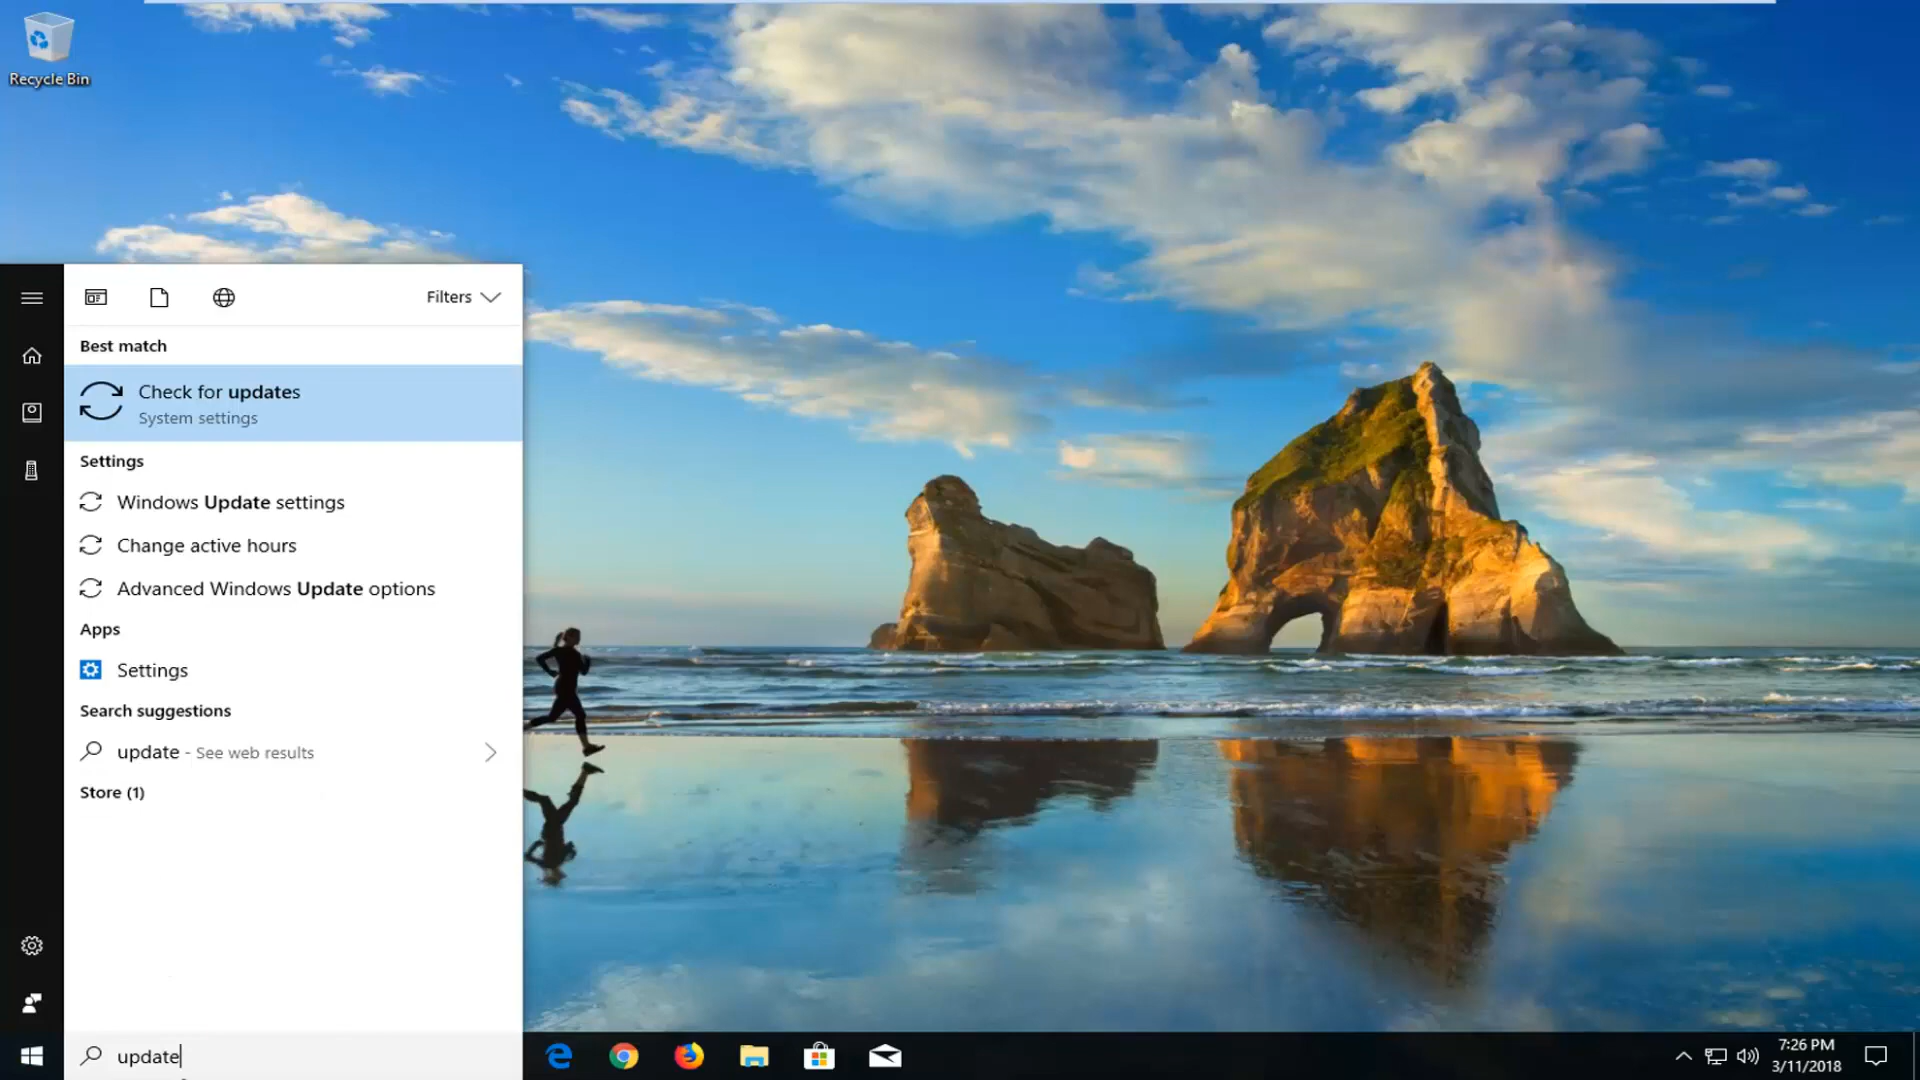 Recycle Bin
Filters
Best match
Check for updates
System settings
Settings
Windows Update settings
Change active hours
Advanced Windows Update options
Apps
Settings
Search suggestions
update - See web results
Store (1)
update
7:26 PM
3/11/2018